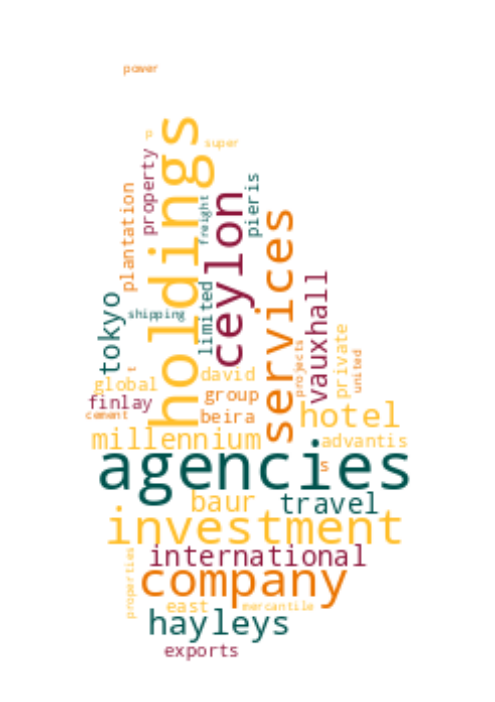 power
holdings
p
super
property
plantation
freight
ceylon
pieris
services
tokyo
shipping
limited
vauxhall
private
projects
united
t
global
david
finlay
group
cement
beira
hotel
millennium
advantis
agencies
s
baur
travel
investment
international
properties
company
east
mercantile
hayleys
exports